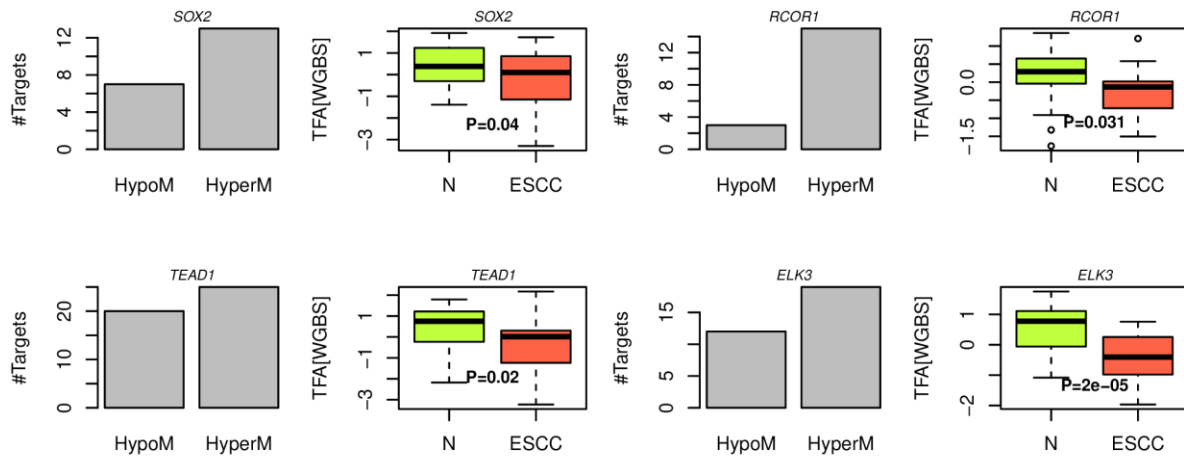 SOX2
#Targets
12
8
4
0
HypoM HyperM
SOX2
TFA[WGBS]
1
−1
−3
P=0.04
N ESCC
RCOR1
#Targets
12
8
4
0
HypoM HyperM
RCOR1
TFA[WGBS]
0.0
−1.5
P=0.031
N ESCC
TEAD1
#Targets
20
10
0
HypoM HyperM
TEAD1
TFA[WGBS]
1
−1
−3
P=0.02
N ESCC
ELK3
#Targets
15
5
0
HypoM HyperM
ELK3
TFA[WGBS]
1
0
−2
P=2e−05
N ESCC